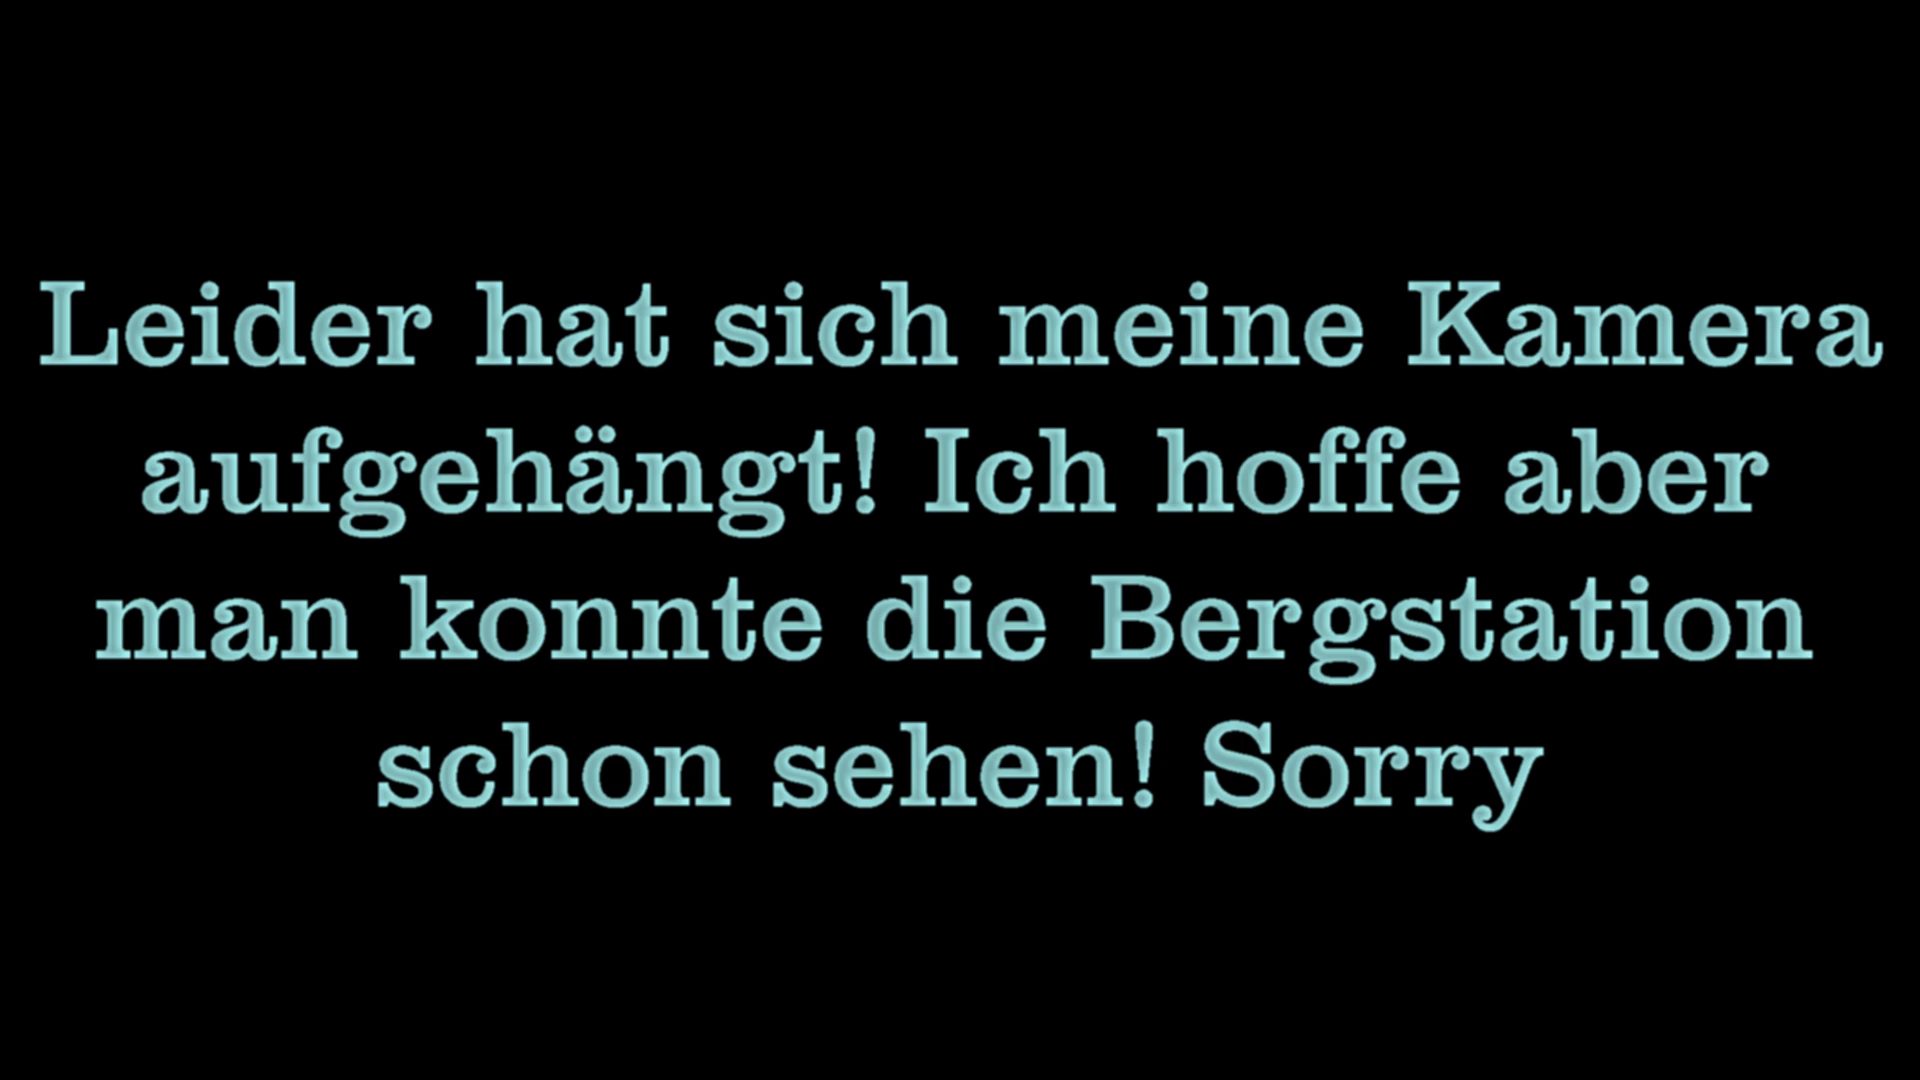 Leider hat sich meine Kamera
aufgehängt! Ich hoffe aber
man konnte die Bergstation
schon sehen! Sorry